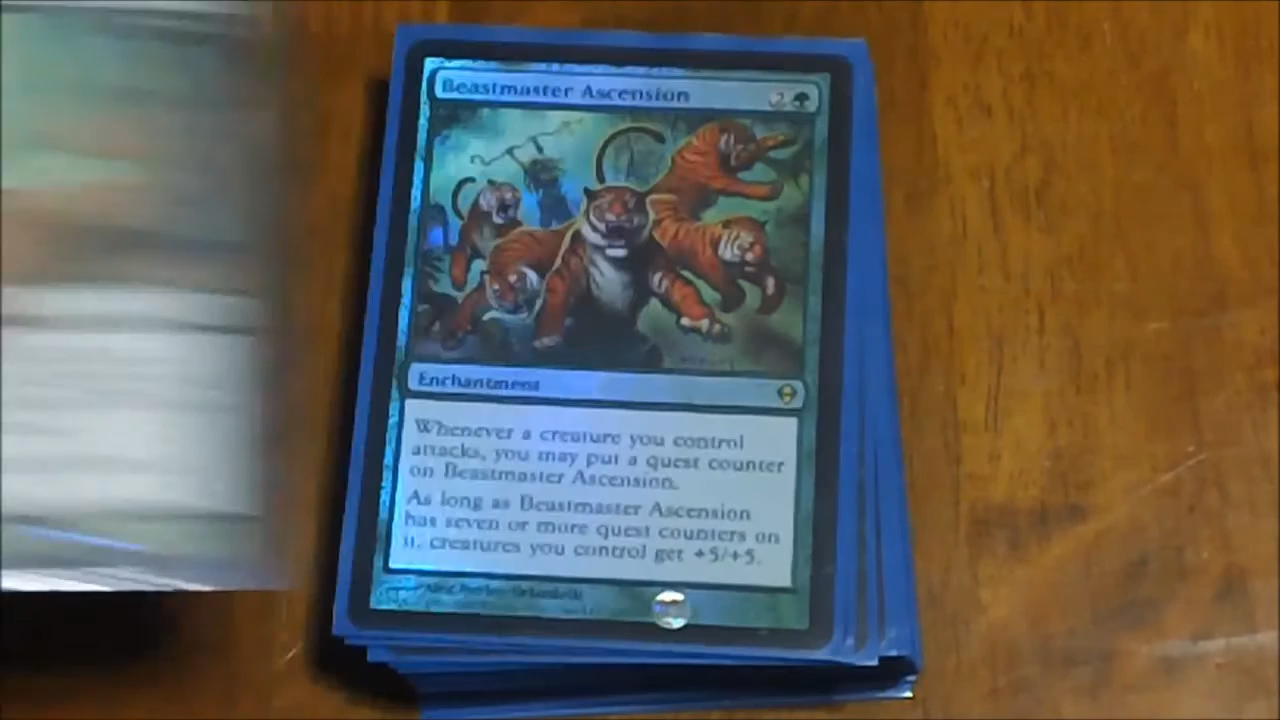 Beastmaster Ascension 2
Enchantment
Whenever a creature you control
attacks, you may put a quest counter
on Beastmaster Ascension.
As long as Beastmaster Ascension
has seven or more quest counters on
it, creatures you control get +5/+5.